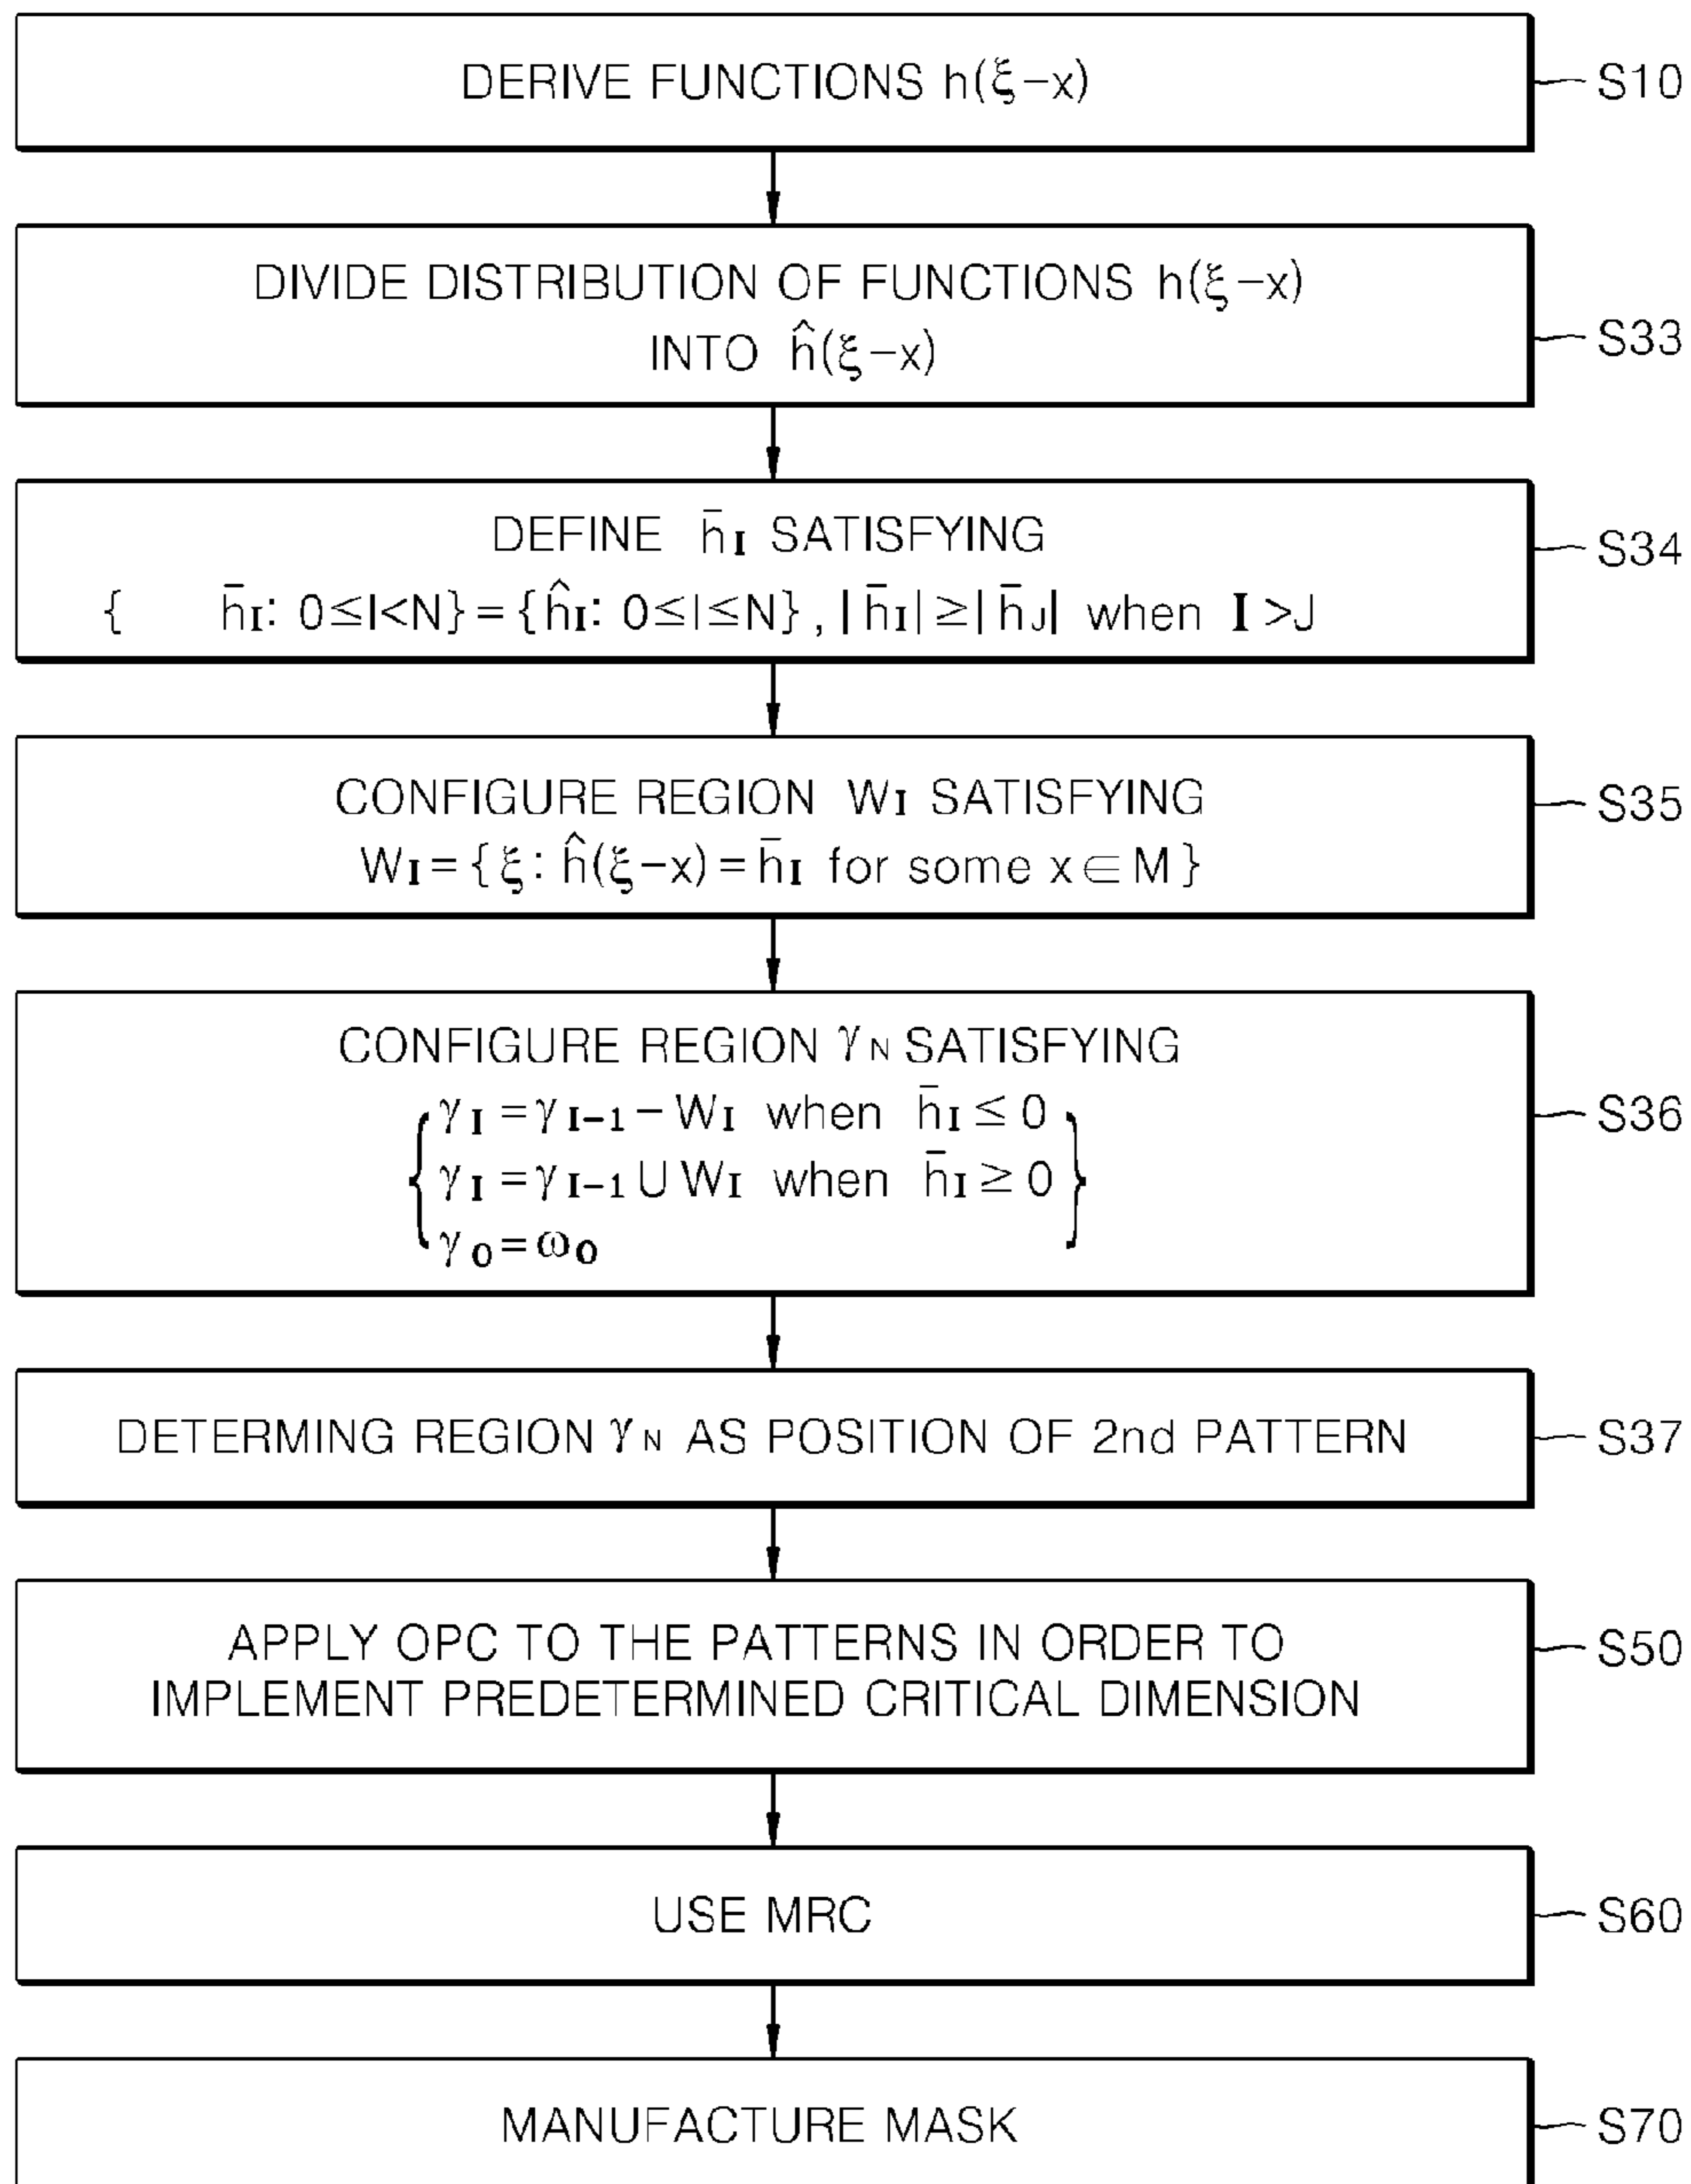 DERIVE FUNCTIONS h(ξ−x)
S10
DIVIDE DISTRIBUTION OF FUNCTIONS h(ξ−x)
INTO ĥ(ξ−x)
S33
DEFINE h̄I SATISFYING
{ h̄I: 0≤I<N}={ĥI: 0≤I≤N}, |h̄I|≥|h̄J| when I>J
S34
CONFIGURE REGION WI SATISFYING
WI={ξ: ĥ(ξ−x)=h̄I for some x∈M}
S35
CONFIGURE REGION γN SATISFYING
γI=γI−1−WI when h̄I≤0
γI=γI−1∪WI when h̄I≥0
γ0=ω0
S36
DETERMING REGION γN AS POSITION OF 2nd PATTERN
S37
APPLY OPC TO THE PATTERNS IN ORDER TO
IMPLEMENT PREDETERMINED CRITICAL DIMENSION
S50
USE MRC
S60
MANUFACTURE MASK
S70